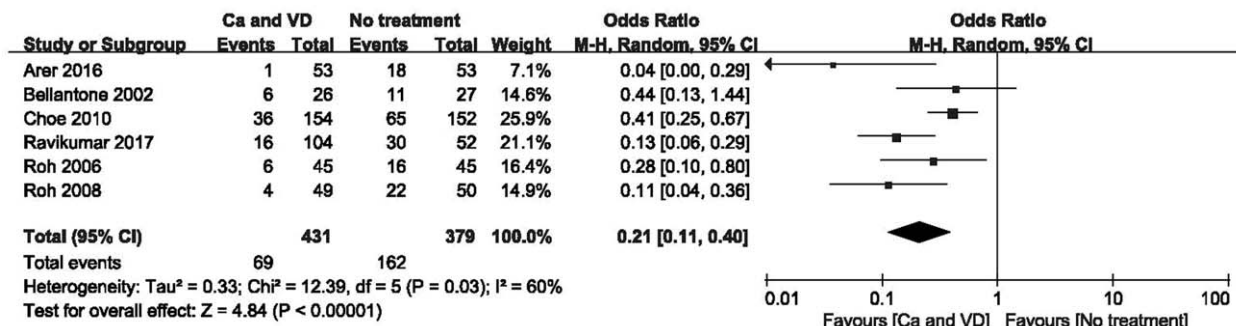 Ca and VD No treatment Odds Ratio Odds Ratio
Study or Subgroup Events Total Events Total Weight M-H, Random, 95% CI M-H, Random, 95% CI
Arer 2016 1 53 18 53 7.1% 0.04 [0.00, 0.29]
Bellantone 2002 6 26 11 27 14.6% 0.44 [0.13, 1.44]
Choe 2010 36 154 65 152 25.9% 0.41 [0.25, 0.67]
Ravikumar 2017 16 104 30 52 21.1% 0.13 [0.06, 0.29]
Roh 2006 6 45 16 45 16.4% 0.28 [0.10, 0.80]
Roh 2008 4 49 22 50 14.9% 0.11 [0.04, 0.36]
Total (95% CI) 431 379 100.0% 0.21 [0.11, 0.40]
Total events 69 162
Heterogeneity: Tau² = 0.33; Chi² = 12.39, df = 5 (P = 0.03); I² = 60%
Test for overall effect: Z = 4.84 (P < 0.00001)
0.01 0.1 1 10 100
Favours [Ca and VD] Favours [No treatment]